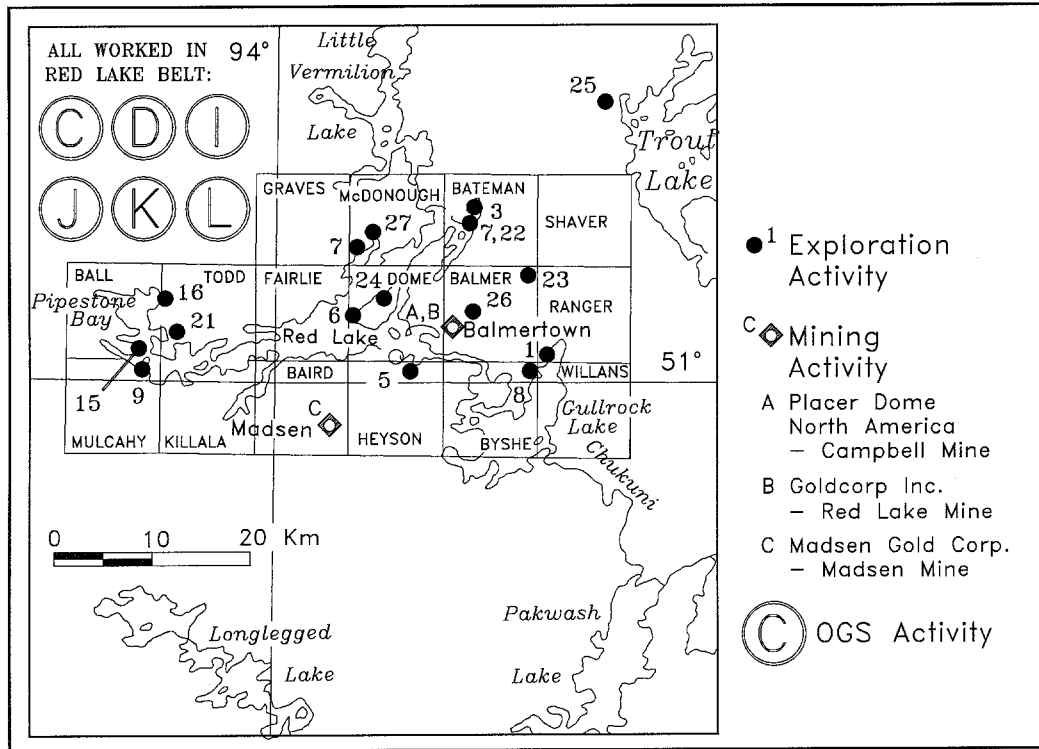 ALL WORKED IN
RED LAKE BELT:
94°
C D I
J K L
Little
Vermilion
Lake
25
Trout
Lake
GRAVES
McDONOUGH
BATEMAN
SHAVER
3
7,22
27
7
BALL
TODD
FAIRLIE
24
DOME
BALMER
23
Pipestone
Bay
16
21
6
A,B
26
RANGER
Red Lake
Balmertown
1
51°
15
9
BAIRD
5
8
WILLANS
C
Madsen
Gullrock
Lake
MULCAHY
KILLALA
HEYSON
BYSHE
Chukuni
0 10 20 Km
Longlegged
Lake
Pakwash
Lake
1 Exploration
Activity
C Mining
Activity
A Placer Dome
North America
– Campbell Mine
B Goldcorp Inc.
– Red Lake Mine
C Madsen Gold Corp.
– Madsen Mine
C OGS Activity